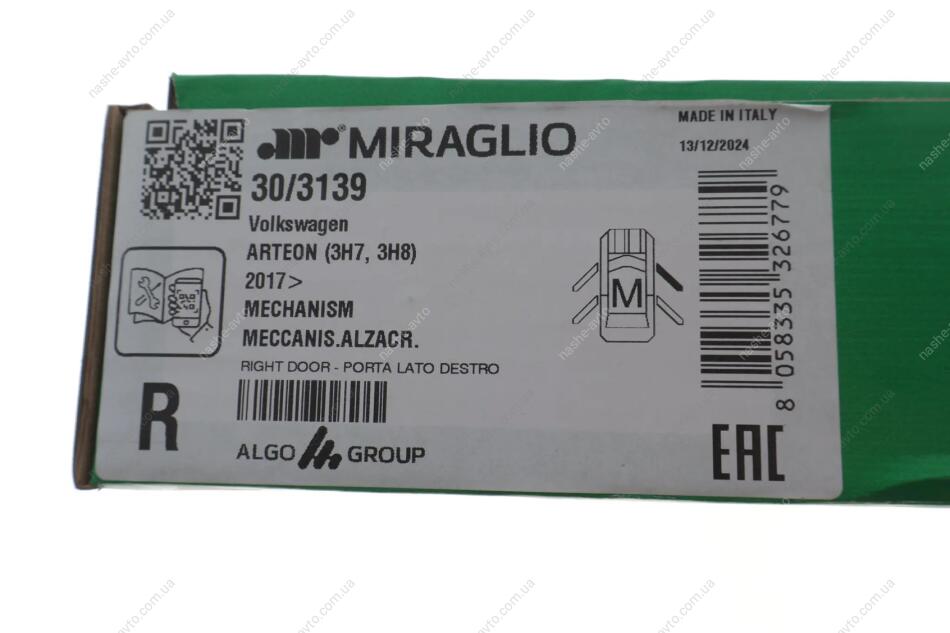 MIRAGLIO
30/3139
Volkswagen
ARTEON (3H7, 3H8)
2017>
MECHANISM
MECCANIS.ALZACR.
RIGHT DOOR - PORTA LATO DESTRO
R
ALGO GROUP
MADE IN ITALY
13/12/2024
M
8 058335 326779
EAC
nashe-avto.com.ua